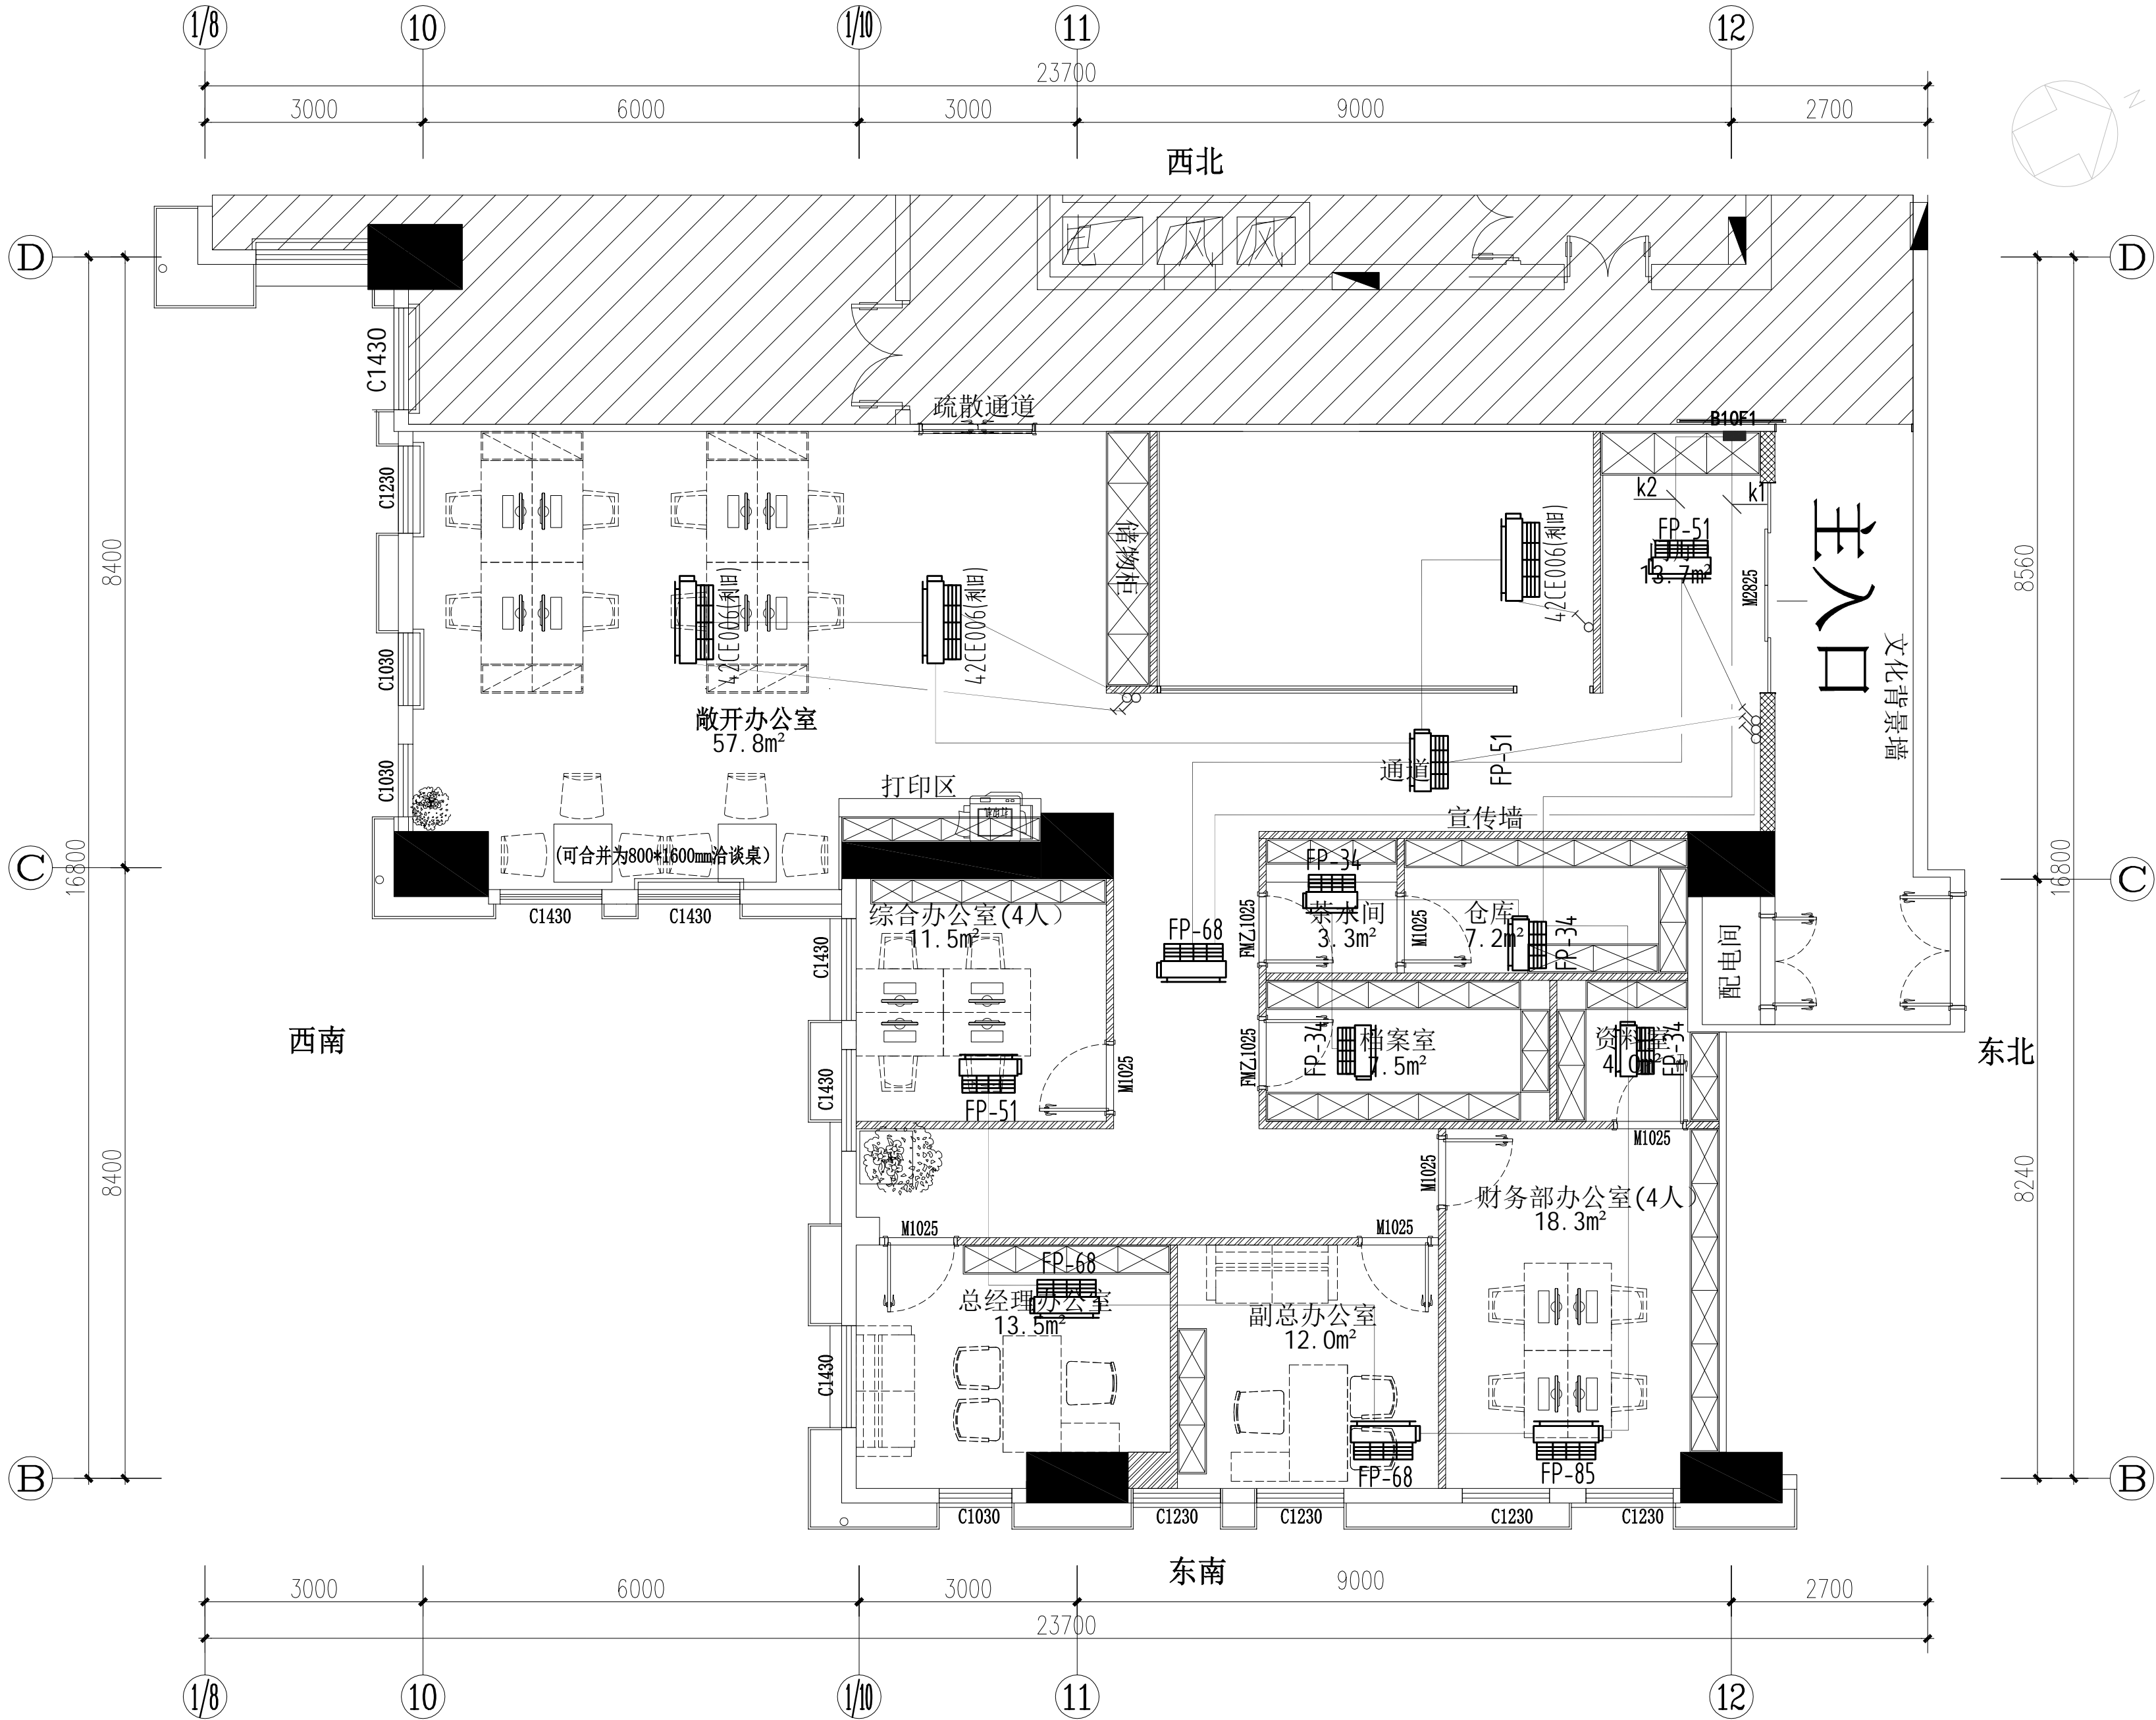 1/8
10
1/10
11
12
23700
3000
6000
3000
9000
2700
N
西北
D
D
C1430
疏散通道
B10F1
k2
k1
FP-51
13.7m²
M2825
主入口
文化背景墙
C1230
储物柜
42CE006(利旧)
42CE006(利旧)
42CE006(利旧)
8400
8560
C1030
敞开办公室
57.8m²
C1030
打印区
通道
FP-51
宣传墙
(可合并为800*1600mm洽谈桌)
C
C
16800
16800
C1430
C1430
综合办公室(4人)
11.5m²
C1430
FP-68
FP-34
茶水间
3.3m²
FMZ1025
M1025
仓库
7.2m²
FP-34
配电间
西南
东北
C1430
FP-51
M1025
FMZ1025
FP-34
档案室
7.5m²
资料室
4.0m²
FP-34
M1025
8400
8240
M1025
财务部办公室(4人)
18.3m²
M1025
M1025
FP-68
总经理办公室
13.5m²
副总办公室
12.0m²
C1430
FP-68
FP-85
B
B
C1030
C1230
C1230
C1230
C1230
东南
3000
6000
3000
9000
2700
23700
1/8
10
1/10
11
12